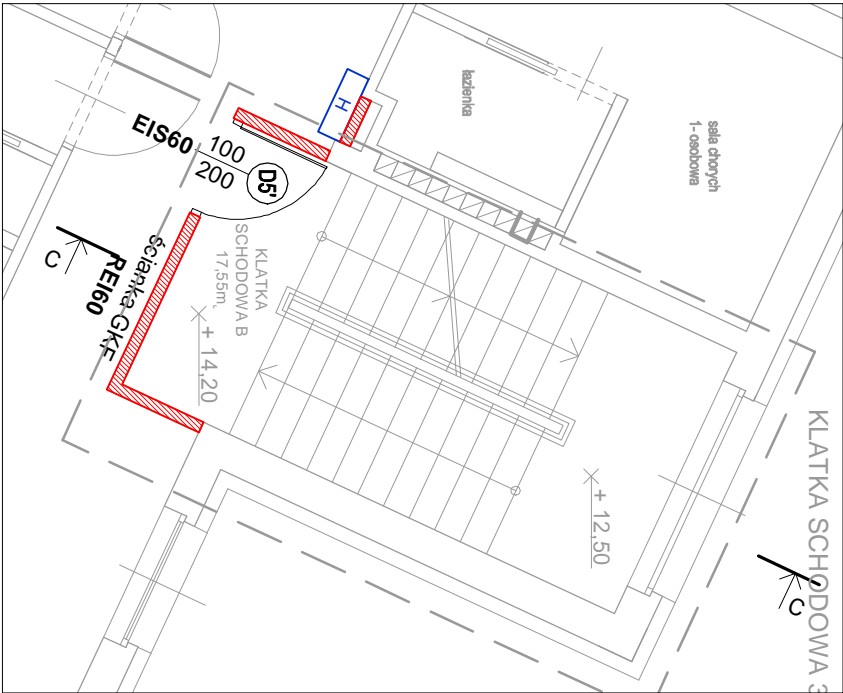 łazienka
sala chorych
1- osobowa
H
EIS60
100
200
D5'
KLATKA
SCHODOWA B
17,55m
C
ścianka GKF
REI60
+ 14,20
+ 12,50
KLATKA SCHODOWA 3
C